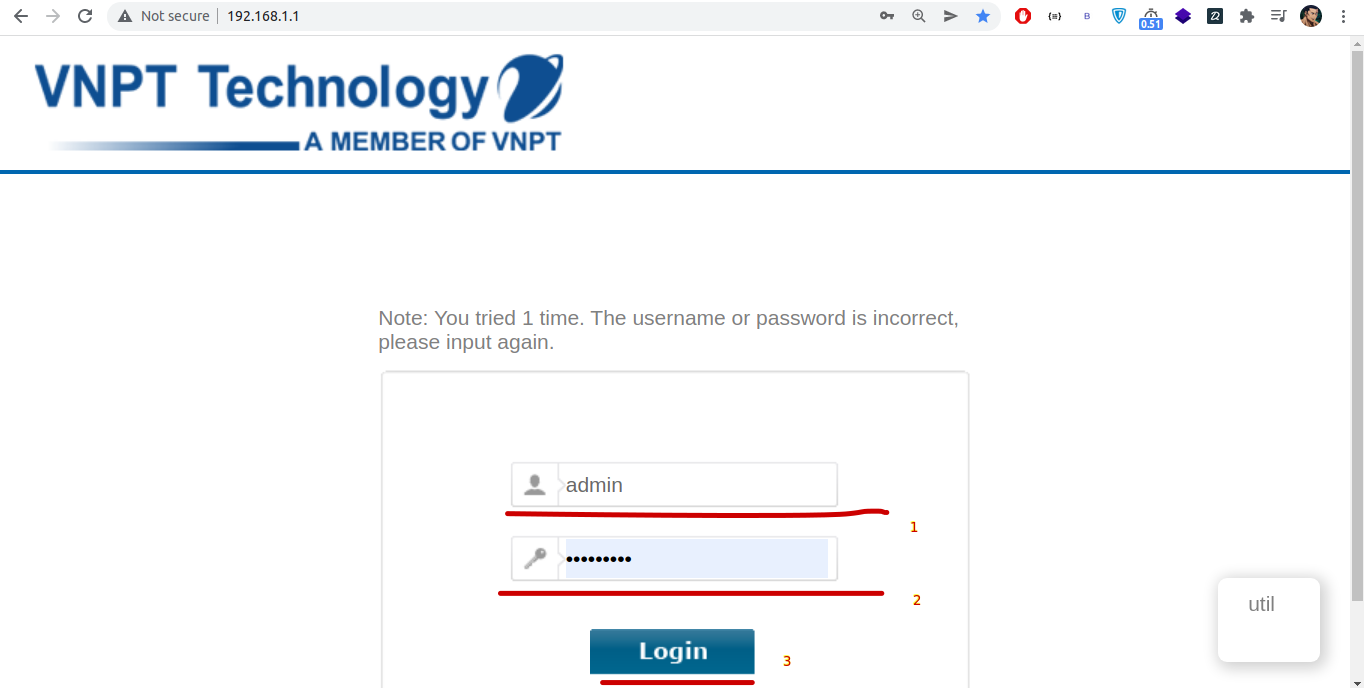 Not secure
192.168.1.1
{=}
B
0.51
VNPT Technology
A MEMBER OF VNPT
Note: You tried 1 time. The username or password is incorrect,
please input again.
admin
1
•••••••••
2
Login
3
util